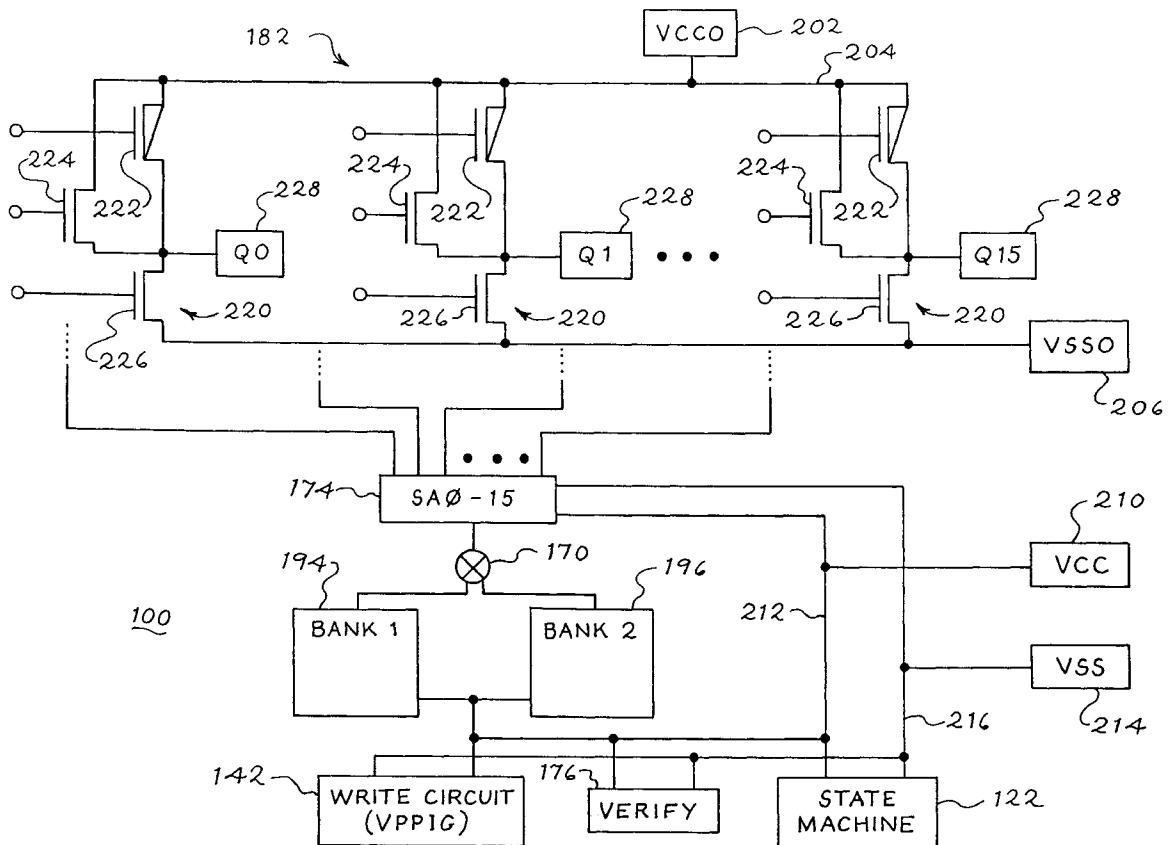 182
VCCO
202
204
224
222
228
Q0
224
222
228
Q1
224
222
228
Q15
226
220
226
220
226
220
VSSO
206
174
SAØ-15
170
210
VCC
194
196
212
100
BANK 1
BANK 2
VSS
214
216
142
WRITE CIRCUIT
(VPPIG)
176
VERIFY
STATE
MACHINE
122